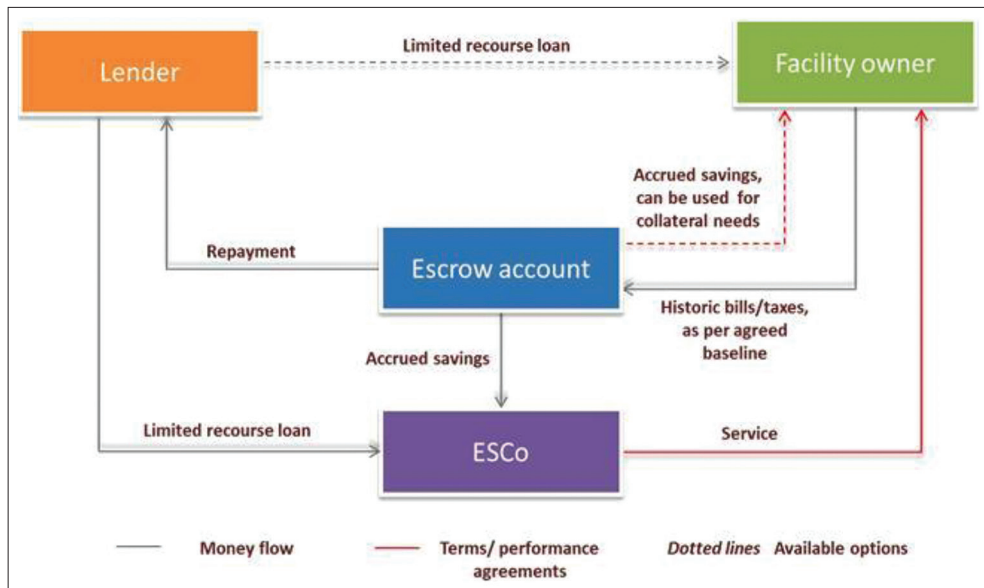 Limited recourse loan
Lender
Facility owner
Accrued savings,
can be used for
collateral needs
Repayment
Escrow account
Historic bills/taxes,
as per agreed
baseline
Accrued savings
Limited recourse loan
ESCo
Service
Money flow
Terms/ performance
agreements
Dotted lines Available options